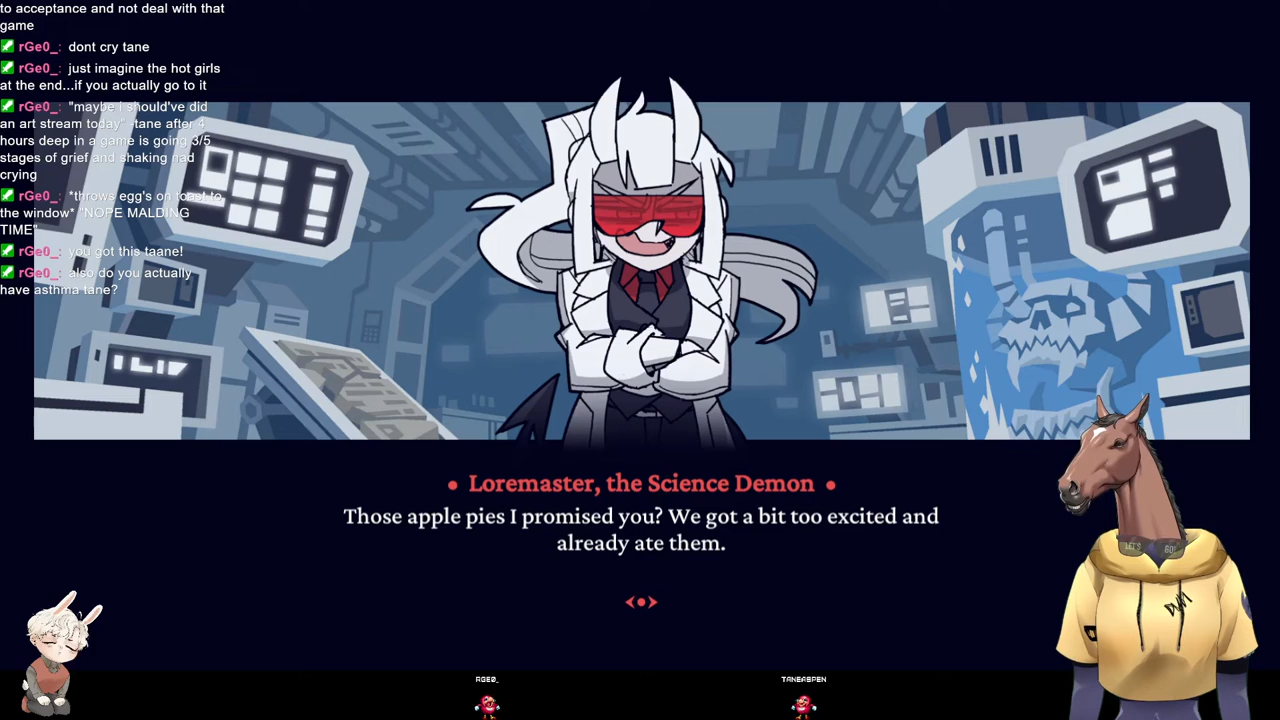 to acceptance and not deal with that
game
rGe0_: dont cry tane
rGe0_: just imagine the hot girls
at the end...if you actually go to it
rGe0_: "maybe i should've did
an art stream today" -tane after 4
hours deep in a game is going 3/5
stages of grief and shaking nad
crying
rGe0_: *throws egg's on toast to
the window* "NOPE MALDING
TIME"
rGe0_: you got this taane!
rGe0_: also do you actually
have asthma tane?
• Loremaster, the Science Demon •
Those apple pies I promised you? We got a bit too excited and
already ate them.
LET'S GO!
RGE0_
TANEABPEN